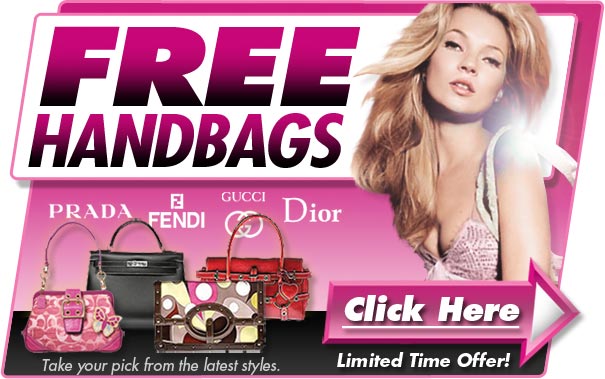 FREE
HANDBAGS
PRADA FENDI GUCCI Dior
Click Here
Take your pick from the latest styles. Limited Time Offer!